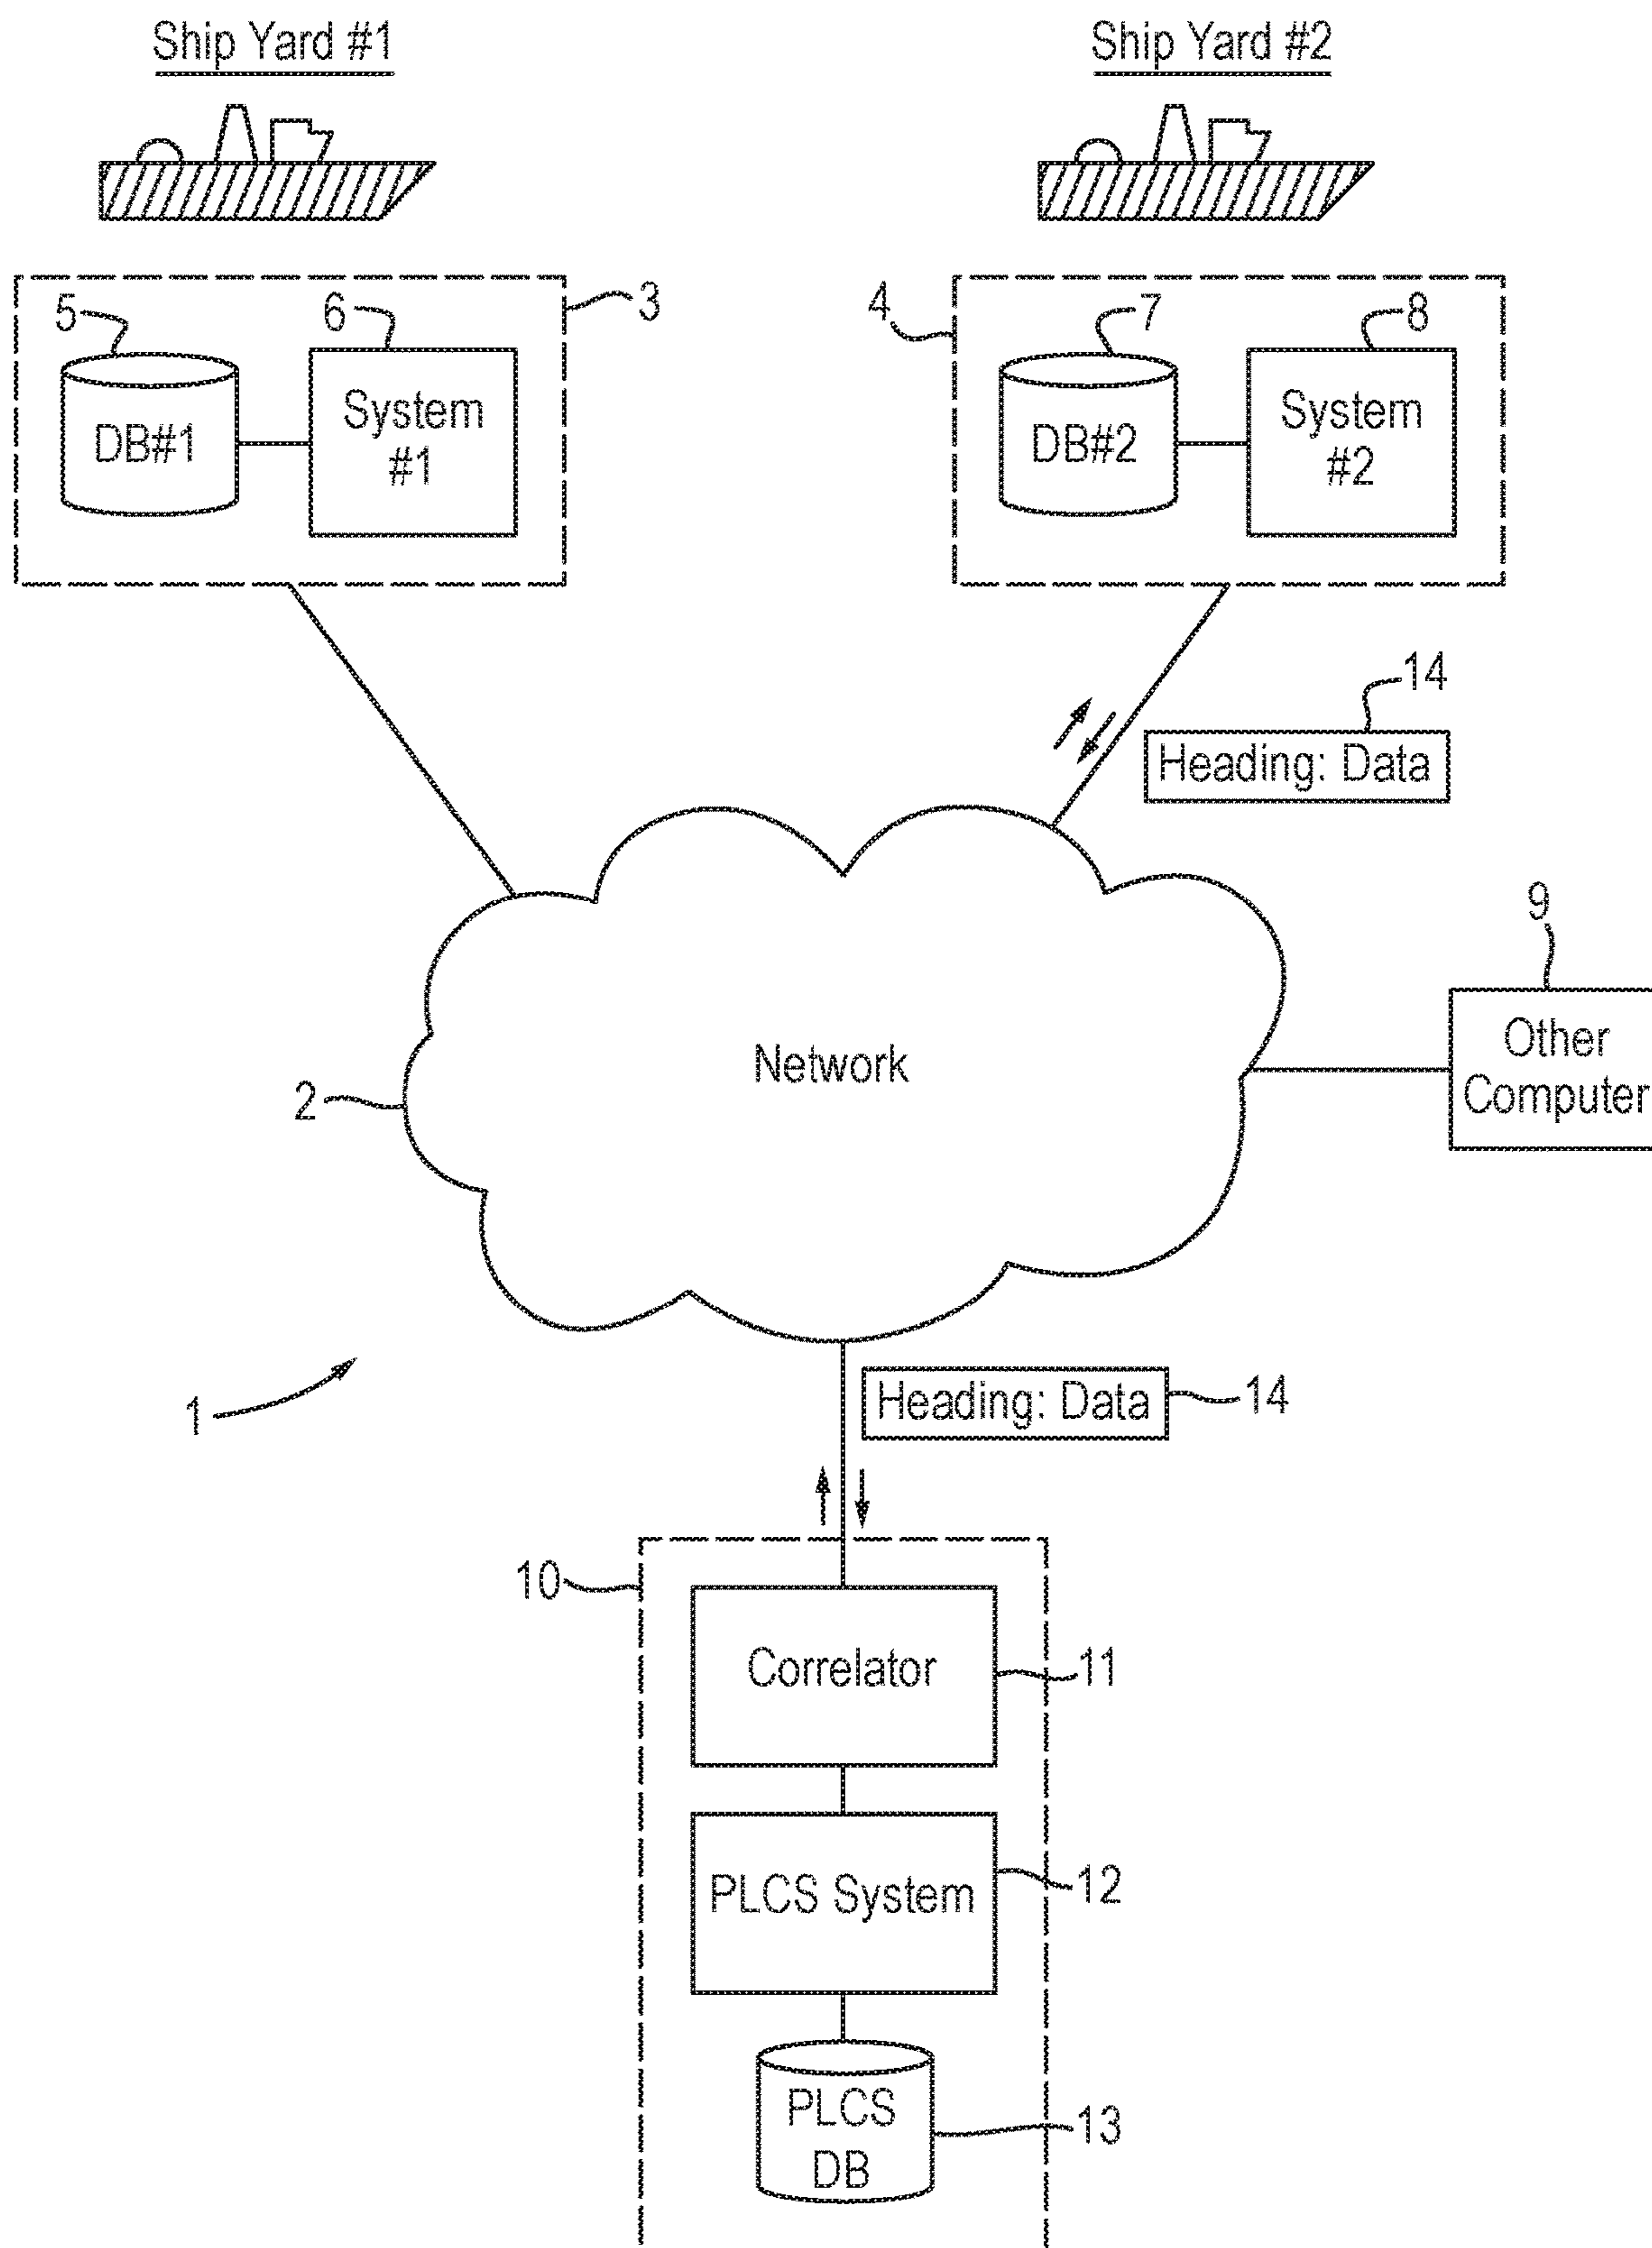 Ship Yard #1
Ship Yard #2
5
6
3
DB#1
System
#1
4
7
8
DB#2
System
#2
14
Heading: Data
9
Other
Computer
Network
2
1
Heading: Data
14
10
Correlator
11
PLCS System
12
PLCS
DB
13